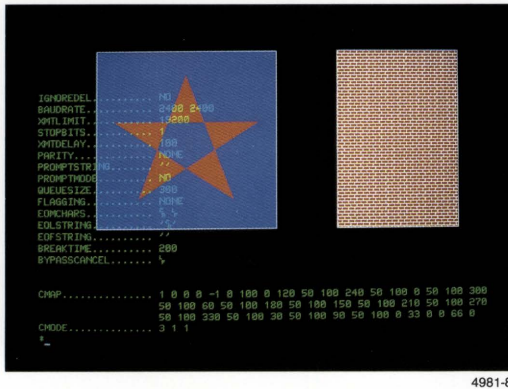 IGNOREDEL.......... NO
BAUDRATE........... 2400 2400
XMTLIMIT........... 19200
STOPBITS........... 1
XMTDELAY........... 100
PARITY............. NONE
PROMPTSTRING....... ''
PROMPTMODE......... NO
QUEUESIZE.......... 300
FLAGGING........... NONE
EOMCHARS...........
EOLSTRING..........
EOFSTRING.......... ''
BREAKTIME.......... 200
BYPASSCANCEL.......
CMAP............... 1 0 0 0 -1 0 100 0 120 50 100 240 50 100 0 50 100 300
50 100 60 50 100 180 50 100 150 50 100 210 50 100 270
50 100 330 50 100 30 50 100 90 50 100 0 33 0 0 66 0
CMODE.............. 3 1 1
*_
4981-8